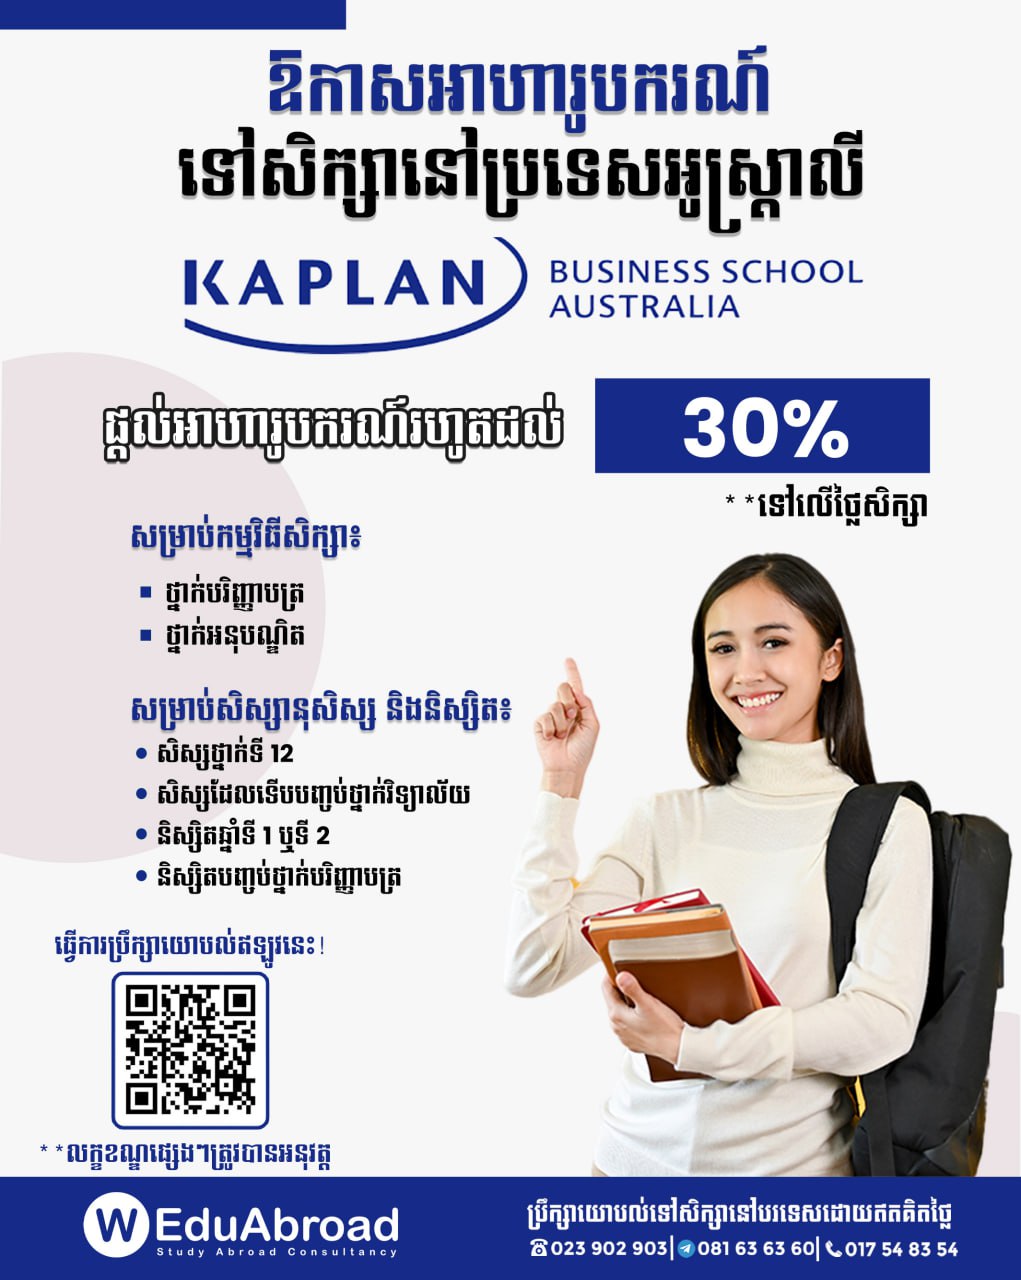 ឱកាសអាហារូបករណ៍
ទៅសិក្សានៅប្រទេសអូស្ត្រាលី
KAPLAN BUSINESS SCHOOL
AUSTRALIA
ផ្តល់អាហារូបករណ៍រហូតដល់ 30%
**ទៅលើថ្លៃសិក្សា
សម្រាប់កម្មវិធីសិក្សា៖
ថ្នាក់បរិញ្ញាបត្រ
ថ្នាក់អនុបណ្ឌិត
សម្រាប់សិស្សានុសិស្ស និងនិស្សិត៖
សិស្សថ្នាក់ទី 12
សិស្សដែលទើបបញ្ចប់ថ្នាក់វិទ្យាល័យ
និស្សិតឆ្នាំទី 1 ឬទី 2
និស្សិតបញ្ចប់ថ្នាក់បរិញ្ញាបត្រ
ធ្វើការប្រឹក្សាយោបល់ឥឡូវនេះ!
**លក្ខខណ្ឌផ្សេងៗត្រូវបានអនុវត្ត
W EduAbroad
Study Abroad Consultancy
ប្រឹក្សាយោបល់ទៅសិក្សានៅបរទេសដោយឥតគិតថ្លៃ
023 902 903| 081 63 63 60| 017 54 83 54